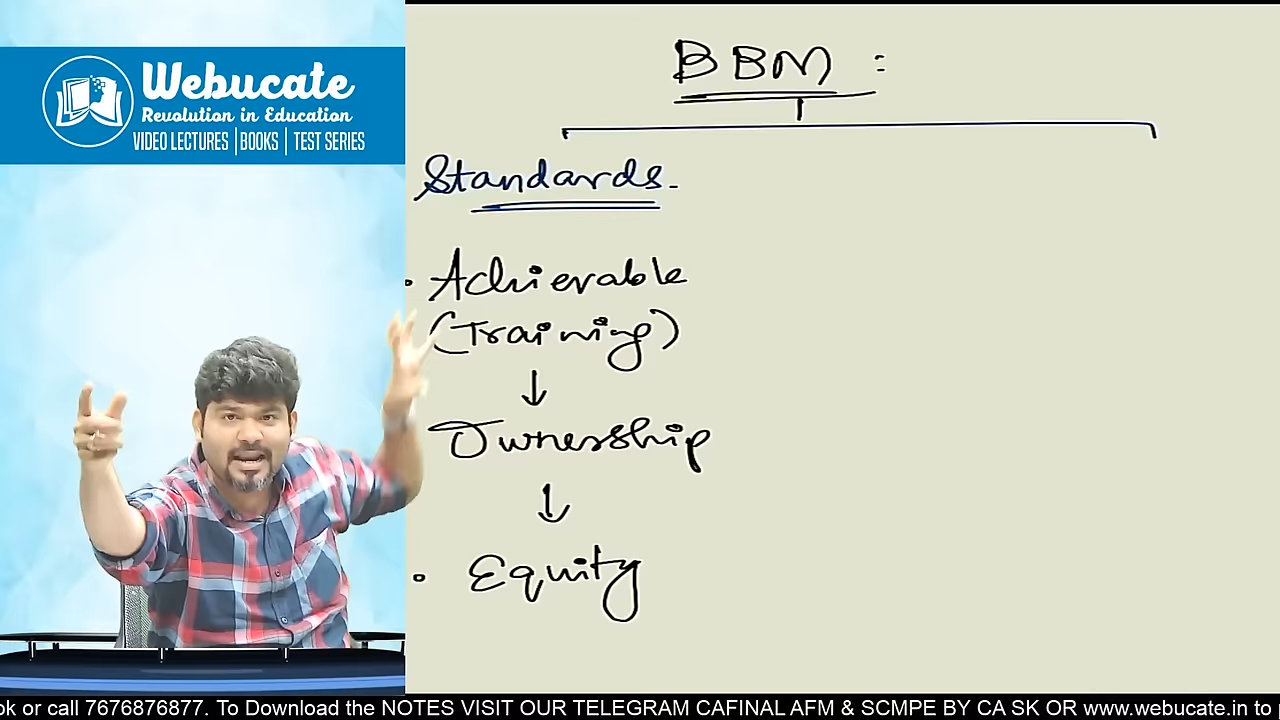 Webucate
Revolution in Education
VIDEO LECTURES | BOOKS | TEST SERIES
BBM :
Standards.
• Achievable
(Training)
↓
Ownership
↓
• Equity
ok or call 7676876877. To Download the NOTES VISIT OUR TELEGRAM CAFINAL AFM & SCMPE BY CA SK OR www.webucate.in to